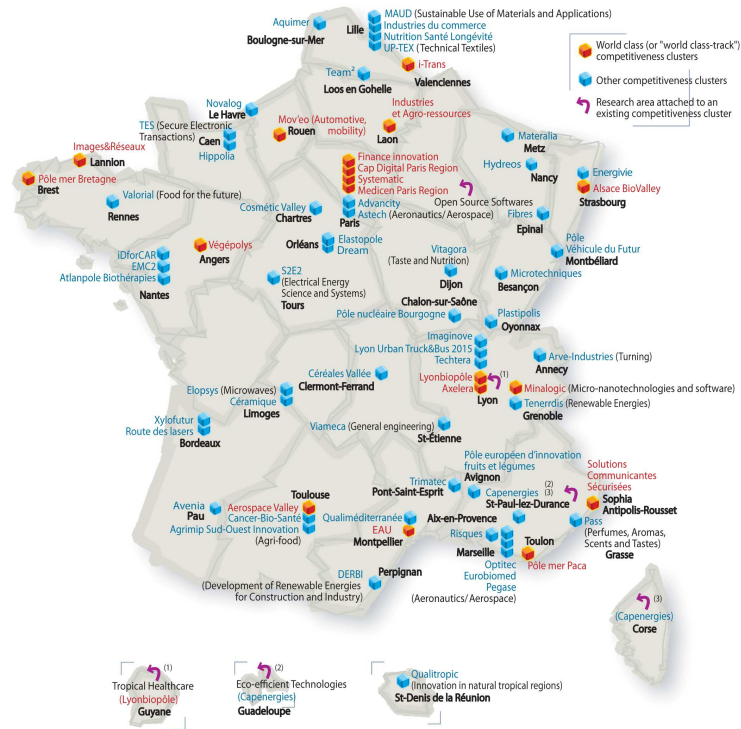 MAUD (Sustainable Use of Materials and Applications)
Aquimer
Industries du commerce
Lille
Nutrition Santé Longévité
Boulogne-sur-Mer
UP-TEX (Technical Textiles)
World class (or "world class-track")
competitiveness clusters
Other competitiveness clusters
Research area attached to an
existing competitiveness cluster
i-Trans
Valenciennes
Team²
Loos en Gohelle
Novalog
Le Havre
Industries
et Agro-ressources
Laon
Mov'eo (Automotive,
mobility)
Rouen
TES (Secure Electronic
Transactions)
Caen
Hippolia
Materalia
Metz
Images&Réseaux
Lannion
Pôle mer Bretagne
Brest
Finance innovation
Cap Digital Paris Region
Systematic
Medicen Paris Region
Open Source Softwares
Advancity
Astech (Aeronautics/Aerospace)
Paris
Hydreos
Nancy
Energivie
Alsace BioValley
Strasbourg
Valorial (Food for the future)
Rennes
Cosmétic Valley
Chartres
Fibres
Epinal
Elastopole
Orléans
Dream
Végépolys
Angers
iDforCAR
EMC2
Atlanpole Biothérapies
Nantes
S2E2
(Electrical Energy
Science and Systems)
Tours
Vitagora
(Taste and Nutrition)
Dijon
Pôle
Véhicule du Futur
Montbéliard
Microtechniques
Besançon
Chalon-sur-Saône
Pôle nucléaire Bourgogne
Plastipolis
Oyonnax
Imaginove
Lyon Urban Truck&Bus 2015
Techtera
Lyonbiopôle
(1)
Axelera
Lyon
Arve-Industries (Turning)
Annecy
Minalogic (Micro-nanotechnologies and software)
Tenerrdis (Renewable Energies)
Grenoble
Céréales Vallée
Clermont-Ferrand
Elopsys (Microwaves)
Céramique
Limoges
Xylofutur
Route des lasers
Bordeaux
Viameca (General engineering)
St-Étienne
Pôle européen d'innovation
fruits et légumes
Avignon
Trimatec
Pont-Saint-Esprit
Capenergies
(2)
(3)
St-Paul-lez-Durance
Solutions
Communicantes
Sécurisées
Sophia
Antipolis-Rousset
Toulouse
Aerospace Valley
Cancer-Bio-Santé
Agrimip Sud-Ouest Innovation
(Agri-food)
Avenia
Pau
Qualiméditerranée
EAU
Montpellier
Aix-en-Provence
Pass
(Perfumes, Aromas,
Scents and Tastes)
Grasse
Risques
Marseille
Optitec
Eurobiomed
Pegase
(Aeronautics/Aerospace)
Toulon
Pôle mer Paca
DERBI
Perpignan
(Development of Renewable Energies
for Construction and Industry)
(3)
(Capenergies)
Corse
(1)
Tropical Healthcare
(Lyonbiopôle)
Guyane
(2)
Eco-efficient Technologies
(Capenergies)
Guadeloupe
Qualitropic
(Innovation in natural tropical regions)
St-Denis de la Réunion